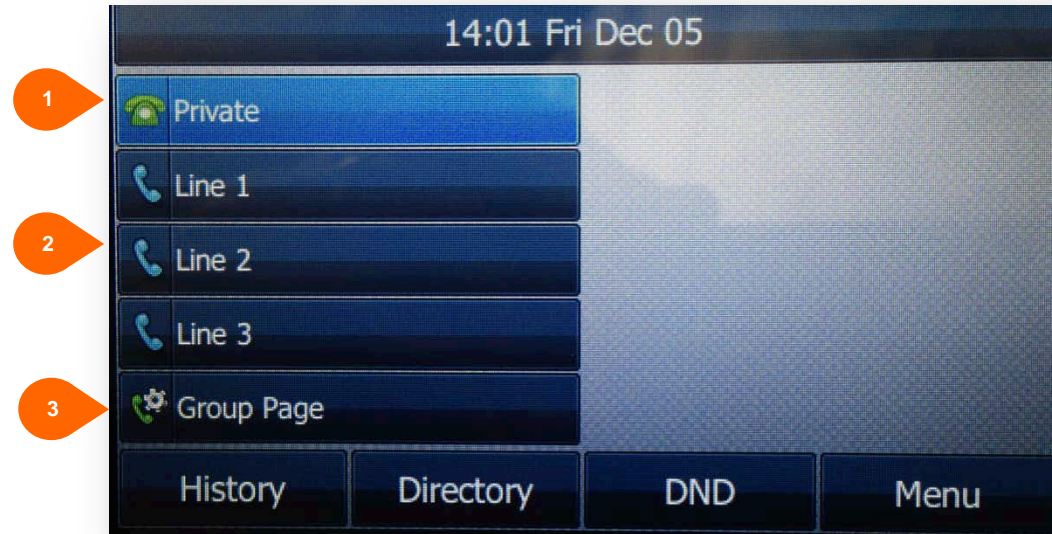 14:01 Fri Dec 05
1
Private
Line 1
2
Line 2
Line 3
3
Group Page
History Directory DND Menu